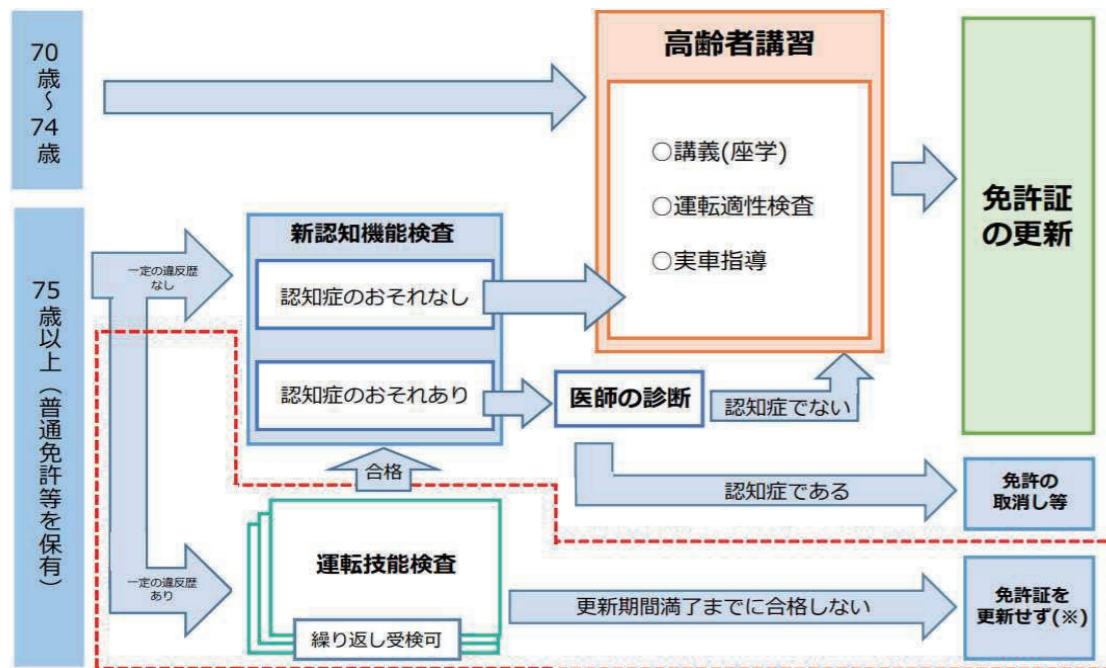 70歳～74歳
高齢者講習
○講義(座学)
○運転適性検査
○実車指導
免許証
の更新
75歳以上（普通免許等を保有）
一定の違反歴
なし
新認知機能検査
認知症のおそれなし
認知症のおそれあり
医師の診断
認知症でない
合格
認知症である
免許の
取消し等
一定の違反歴
あり
運転技能検査
繰り返し受検可
更新期間満了までに合格しない
免許証を
更新せず(※)